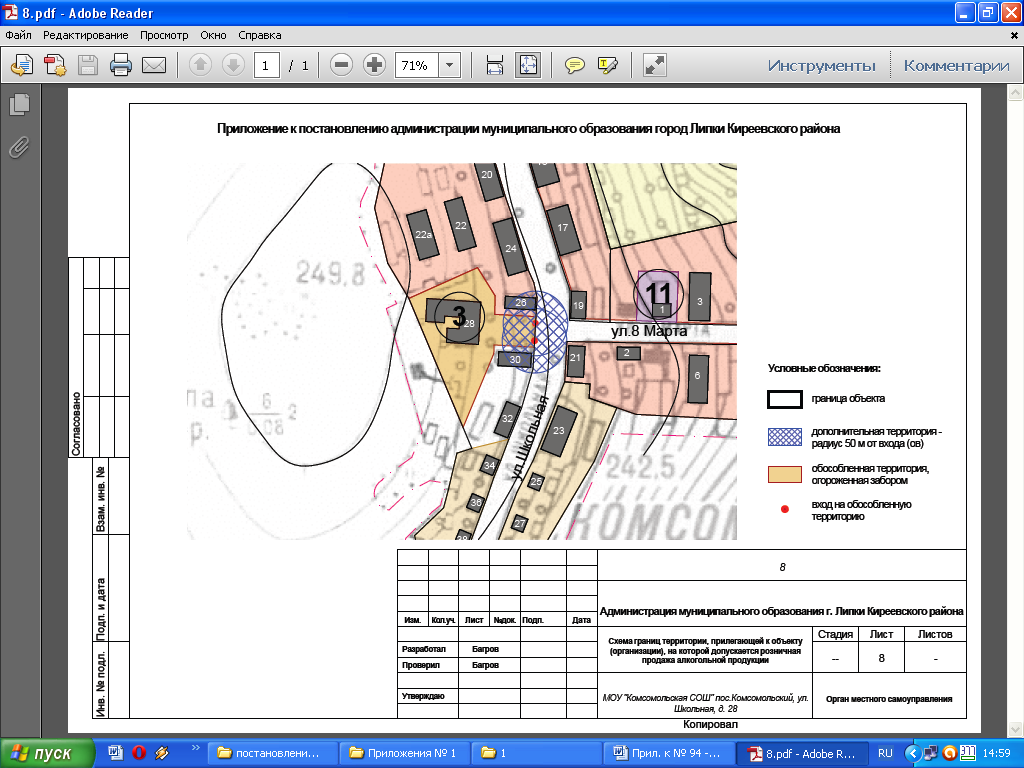 8.pdf - Adobe Reader
Файл Редактирование Просмотр Окно Справка
1 / 1 71% Инструменты Комментарии
Приложение к постановлению администрации муниципального образования город Липки Киреевского района
20
22а 22 24 17
249,8
3 28 26 19 11 1 3
ул.8 Марта
30 21 2 6
32 23
ул.Школьная
34 25 242,5
36 27
КОМСО
Условные обозначения:
граница объекта
дополнительная территория -
радиус 50 м от входа (ов)
обособленная территория,
огороженная забором
вход на обособленную
территорию
Согласовано
Взам. инв. №
Подп. и дата
Инв. № подл.
8
Администрация муниципального образования г. Липки Киреевского района
Изм. Кол.уч. Лист №док. Подп. Дата
Разработал Багров
Проверил Багров
Утверждаю
Схема границ территории, прилегающей к объекту
(организации), на которой допускается розничная
продажа алкогольной продукции
Стадия Лист Листов
-- 8 -
МОУ "Комсомольская СОШ" пос.Комсомольский, ул.
Школьная, д. 28
Орган местного самоуправления
Копировал
пуск постановлени... Приложения № 1 1 Прил. к № 94 -... 8.pdf - Adobe R... RU 14:59